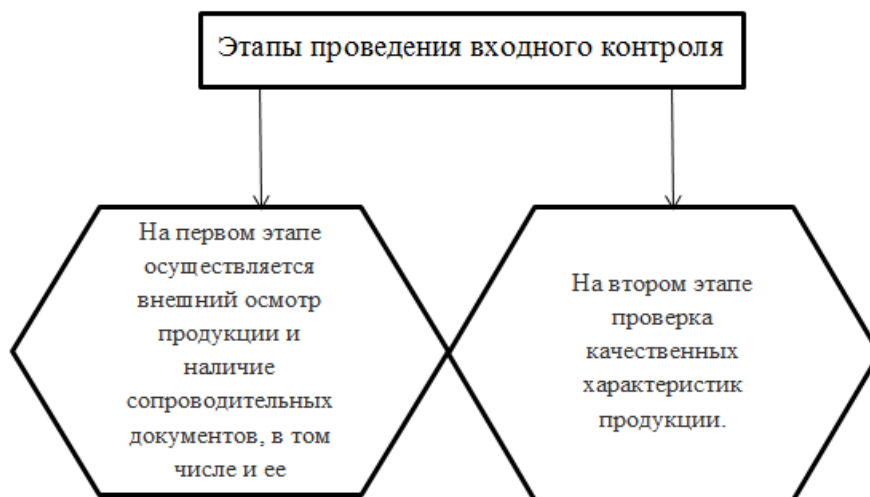 Этапы проведения входного контроля
На первом этапе
осуществляется
внешний осмотр
продукции и
наличие
сопроводительных
документов, в том
числе и ее
На втором этапе
проверка
качественных
характеристик
продукции.